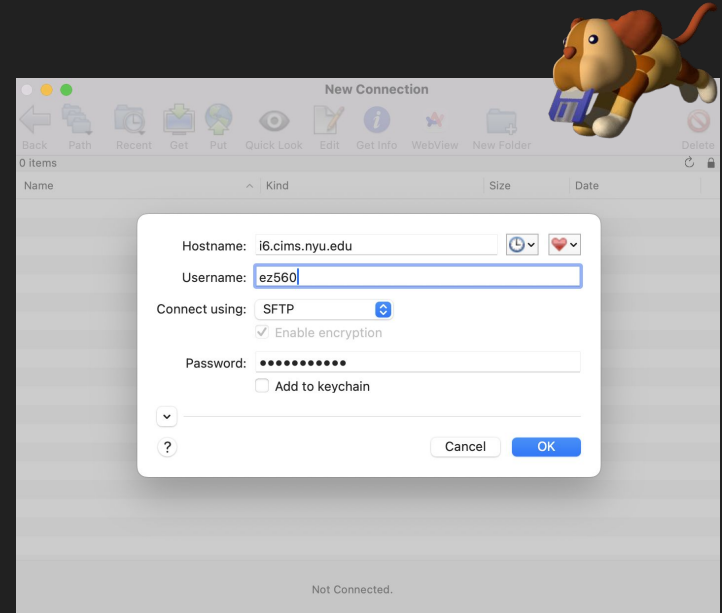 New Connection
Back Path Recent Get Put Quick Look Edit Get Info WebView New Folder Delete
0 items
Name Kind Size Date
Hostname: i6.cims.nyu.edu
Username: ez560
Connect using: SFTP
Enable encryption
Password: •••••••••••
Add to keychain
?
Cancel OK
Not Connected.